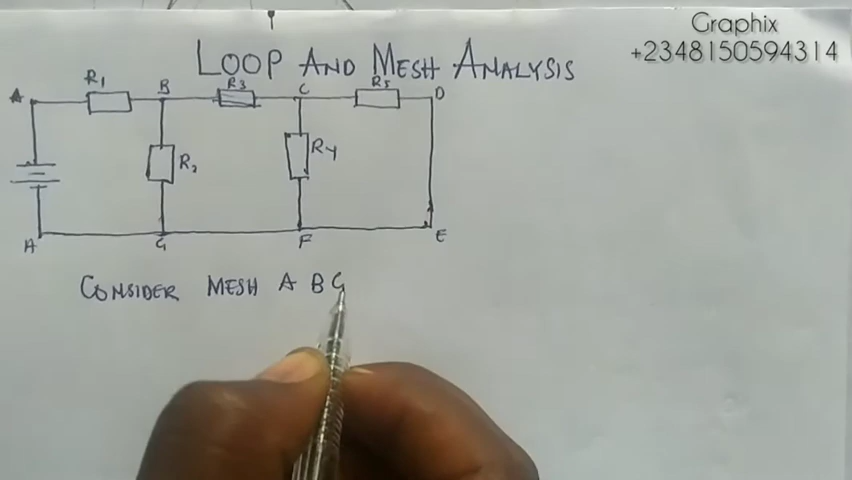 Graphix
+2348150594314
LOOP AND MESH ANALYSIS
A R1 B R3 C R5 D
R2 R4
A G F E
CONSIDER MESH A B G